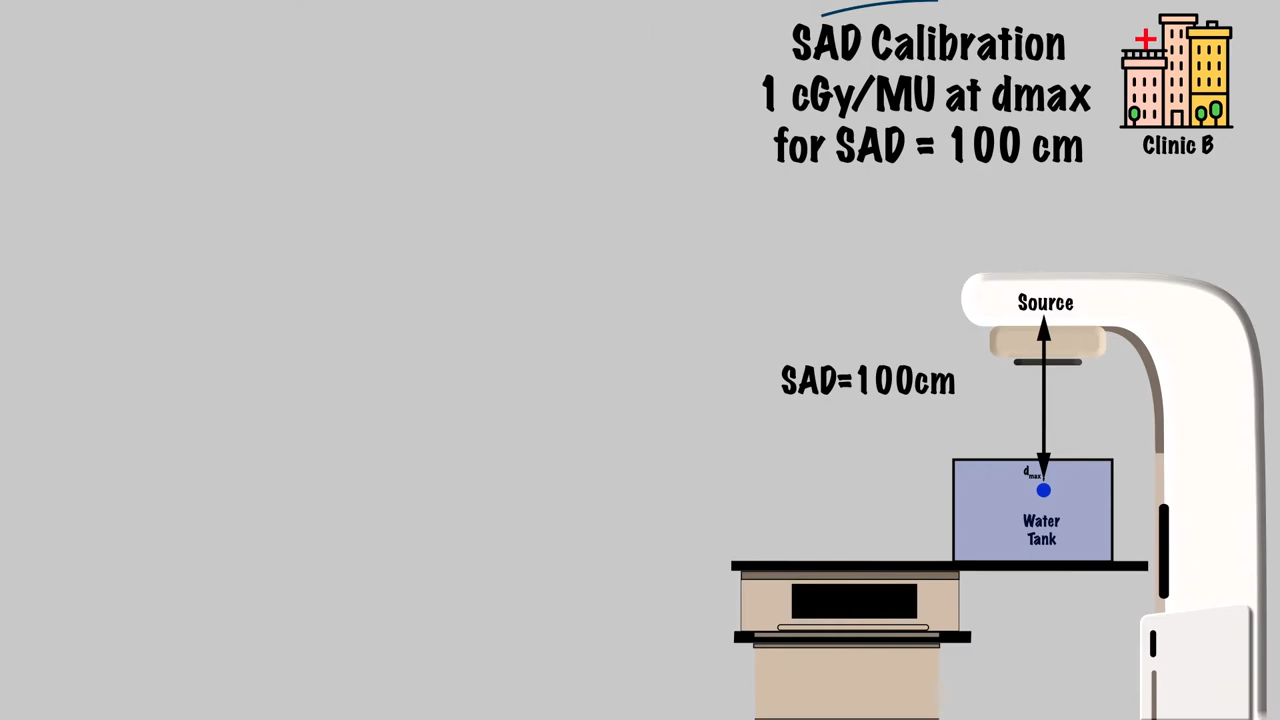 SAD Calibration
1 cGy/MU at dmax
for SAD = 100 cm
Clinic B
Source
SAD=100cm
dmax
Water
Tank